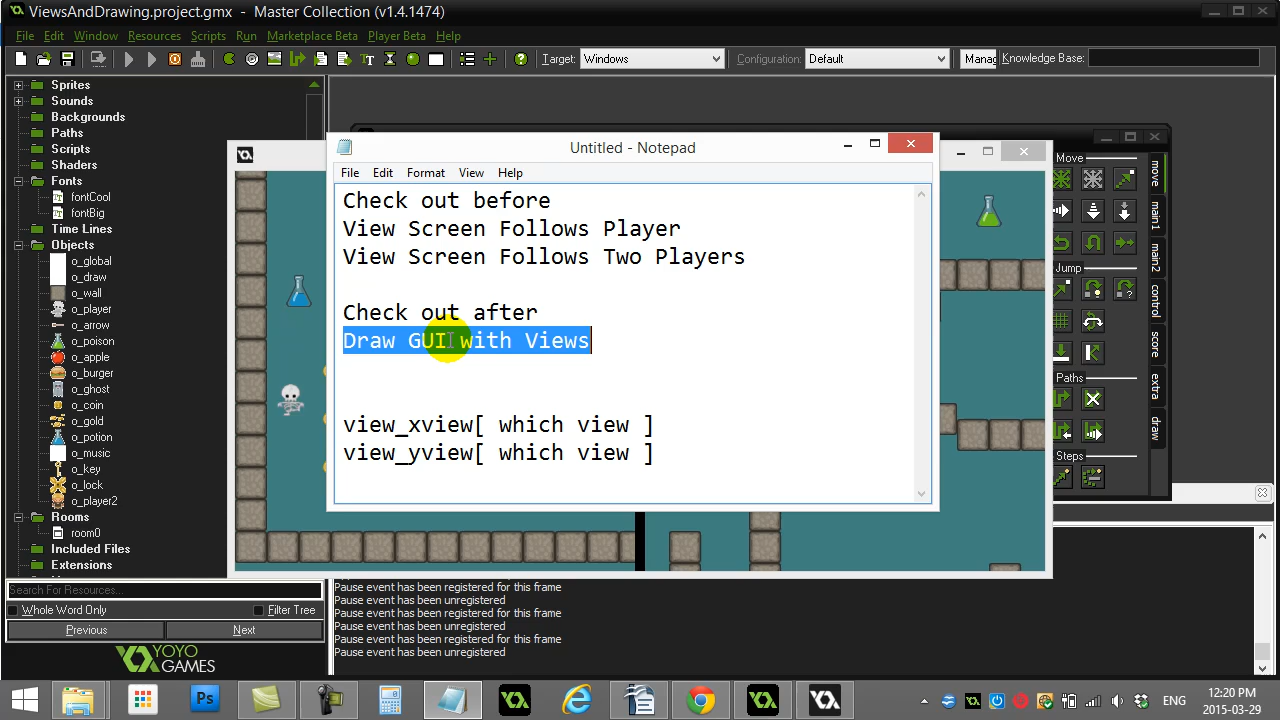 ViewsAndDrawing.project.gmx - Master Collection (v1.4.1474)
File Edit Window Resources Scripts Run Marketplace Beta Player Beta Help
Target: Windows Configuration: Default Manag Knowledge Base:
Sprites
Sounds
Backgrounds
Paths
Scripts
Shaders
Fonts
fontCool
fontBig
Time Lines
Objects
o_global
o_draw
o_wall
o_player
o_arrow
o_poison
o_apple
o_burger
o_ghost
o_coin
o_gold
o_potion
o_music
o_key
o_lock
o_player2
Rooms
room0
Included Files
Extensions
Search For Resources...
Whole Word Only Filter Tree
Previous Next
YOYO
GAMES
Untitled - Notepad
File Edit Format View Help
Check out before
View Screen Follows Player
View Screen Follows Two Players
Check out after
Draw GUI with Views
view_xview[ which view ]
view_yview[ which view ]
Move
Jump
Paths
Steps
move
main1
main2
control
score
extra
draw
Pause event has been registered for this frame
Pause event has been unregistered
Pause event has been registered for this frame
Pause event has been unregistered
Pause event has been registered for this frame
Pause event has been unregistered
Ps
ENG
12:20 PM
2015-03-29